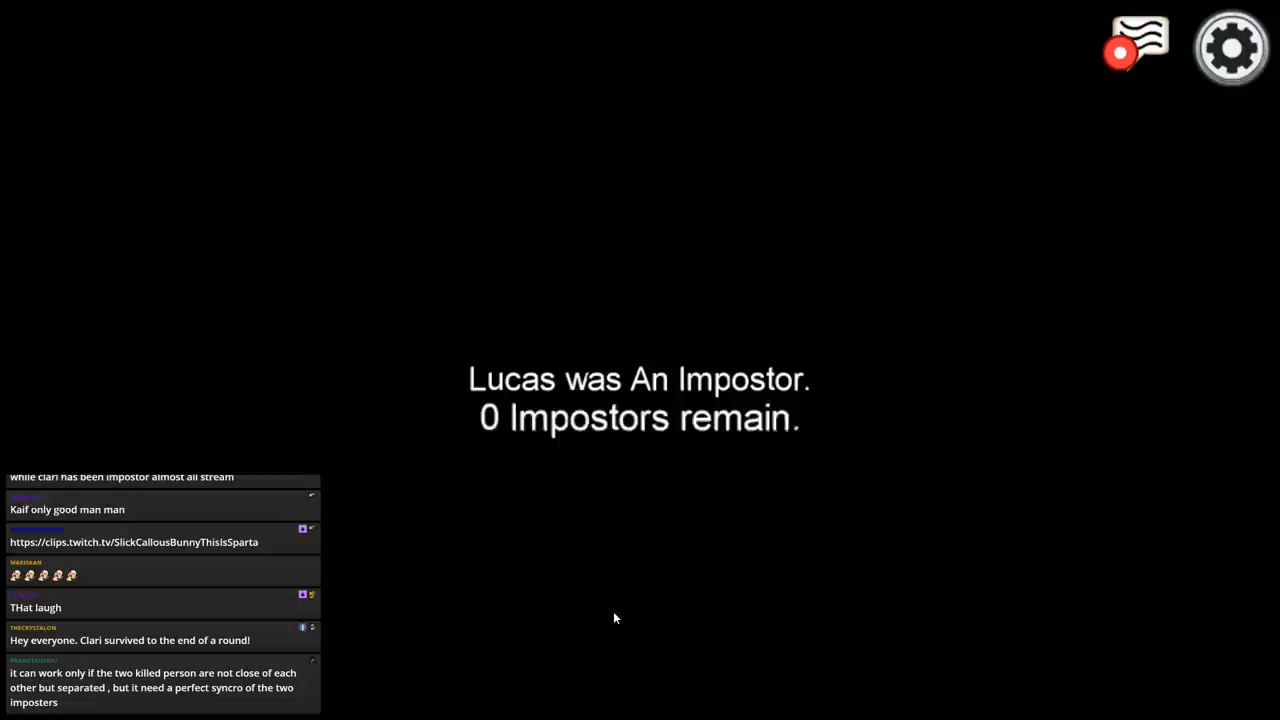 Lucas was An Impostor.
0 Impostors remain.
while clari has been impostor almost all stream
Kaif only good man man
https://clips.twitch.tv/SlickCallousBunnyThisIsSparta
MAKISKAN
THat laugh
THECRYSTALON
Hey everyone. Clari survived to the end of a round!
it can work only if the two killed person are not close of each
other but separated , but it need a perfect syncro of the two
imposters